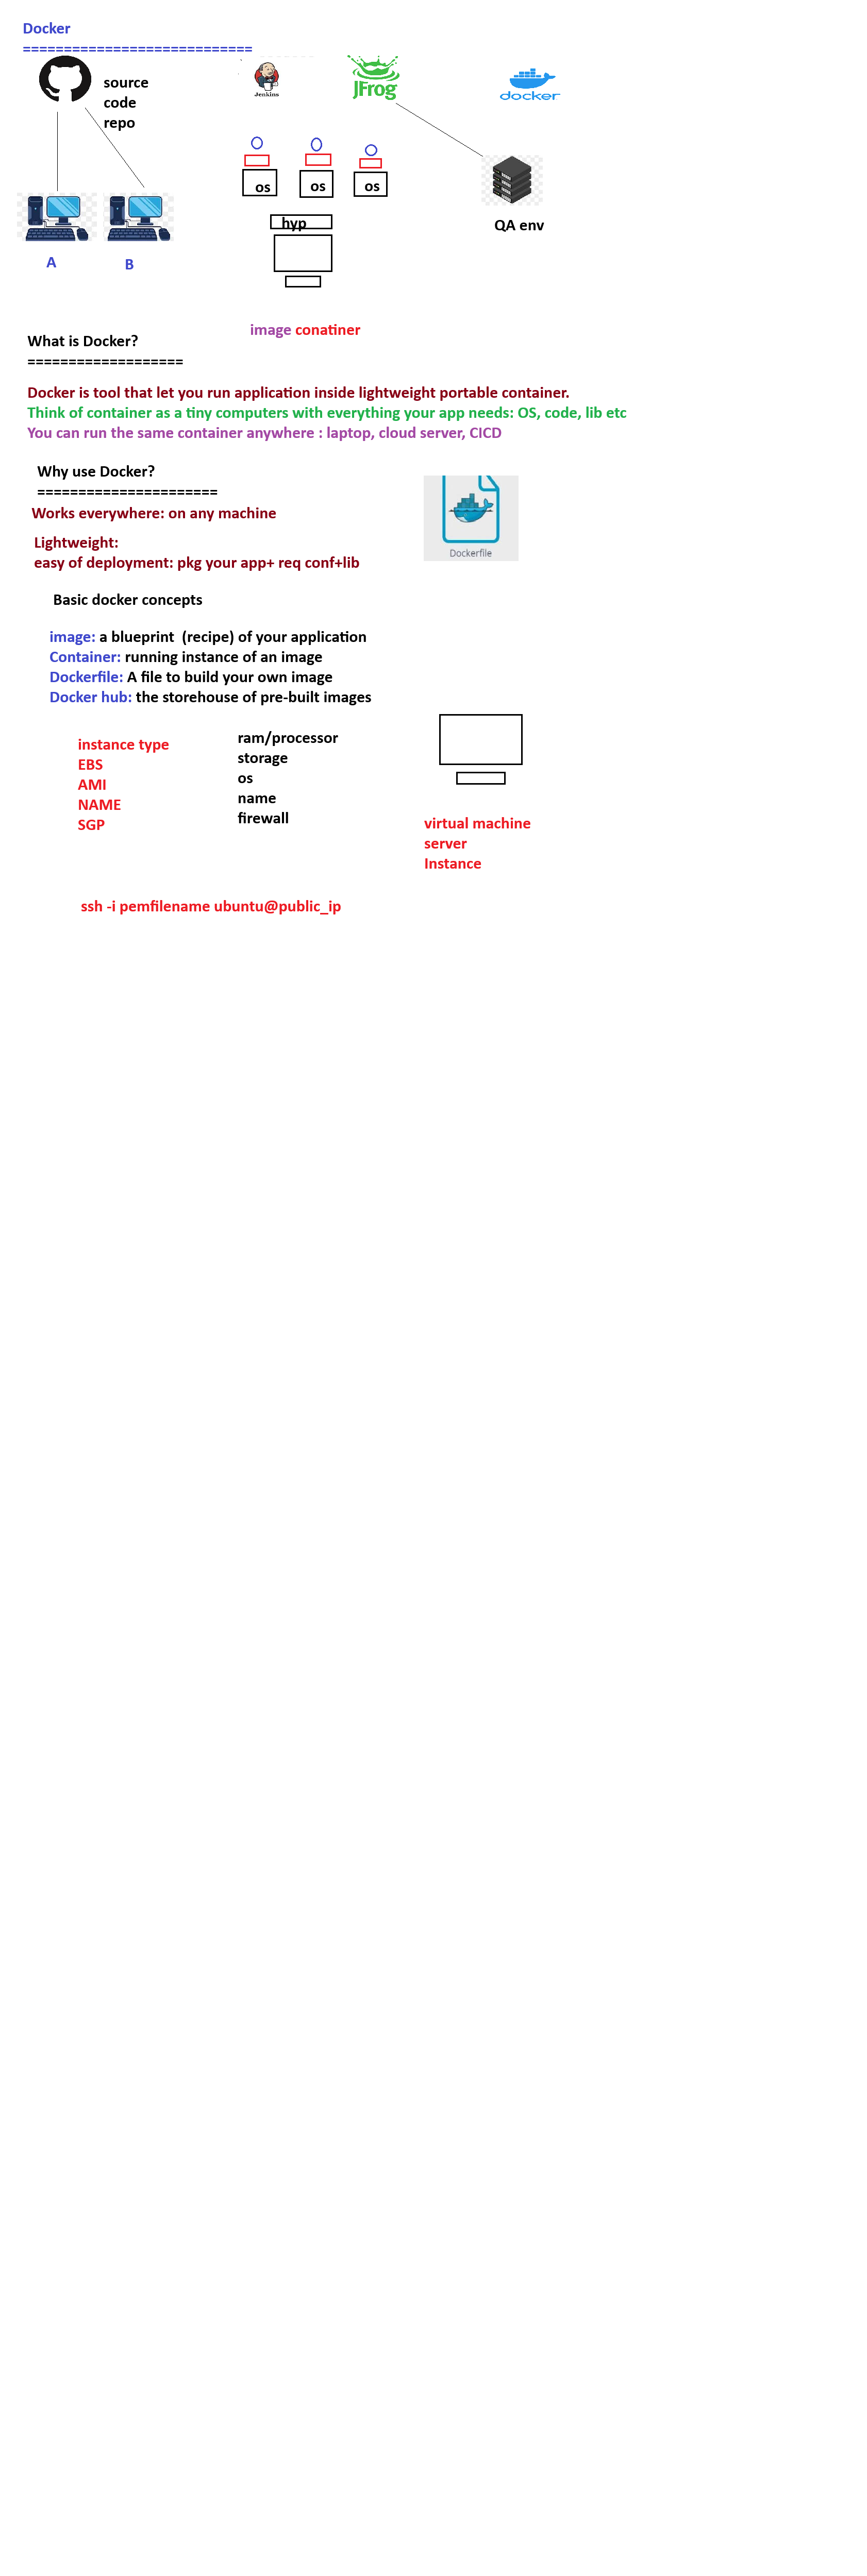 Docker
============================
source
code
repo
Jenkins
JFrog
docker
os
os
os
hyp
QA env
A
B
image conatiner
What is Docker?
===================
Docker is tool that let you run application inside lightweight portable container.
Think of container as a tiny computers with everything your app needs: OS, code, lib etc
You can run the same container anywhere : laptop, cloud server, CICD
Why use Docker?
======================
Works everywhere: on any machine
Lightweight:
easy of deployment: pkg your app+ req conf+lib
Dockerfile
Basic docker concepts
image: a blueprint  (recipe) of your application
Container: running instance of an image
Dockerfile: A file to build your own image
Docker hub: the storehouse of pre-built images
instance type
EBS
AMI
NAME
SGP
ram/processor
storage
os
name
firewall
virtual machine
server
Instance
ssh -i pemfilename ubuntu@public_ip